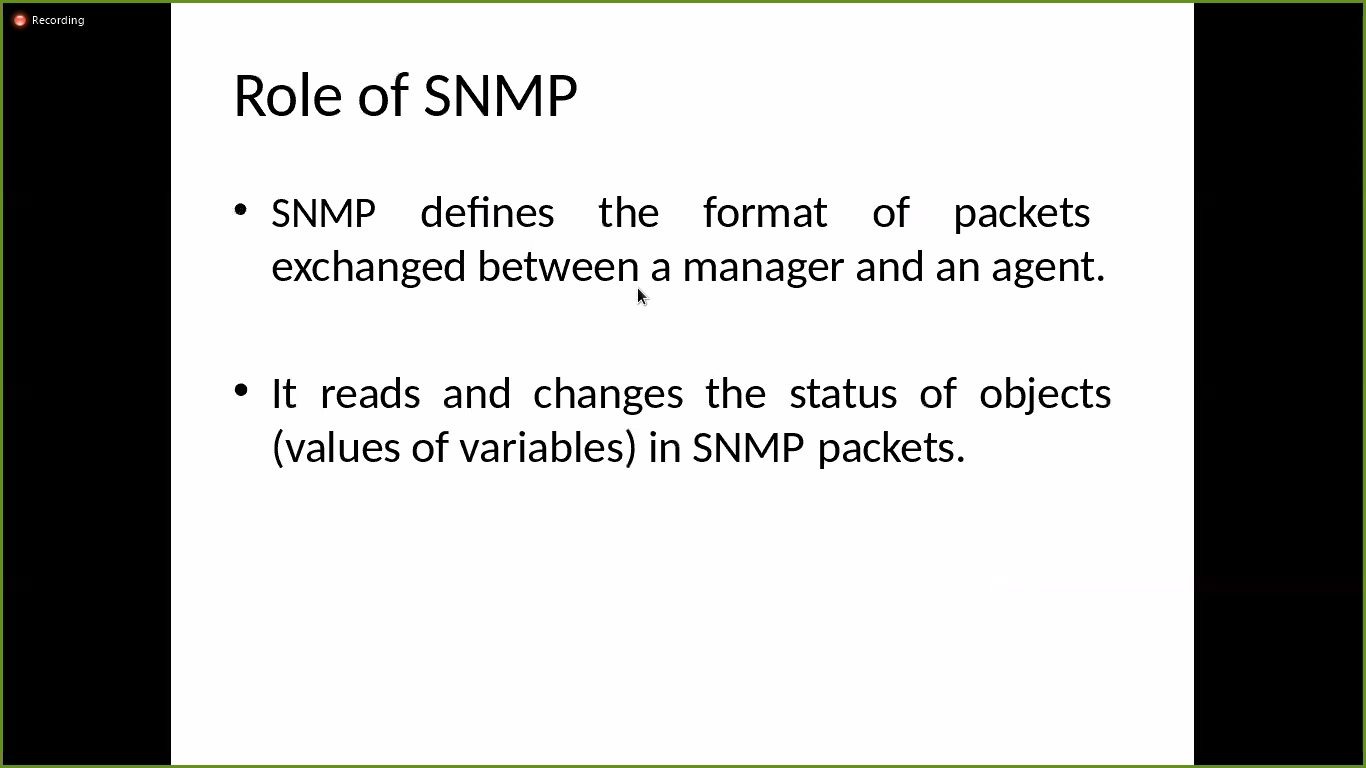 Recording
Role of SNMP
• SNMP defines the format of packets
exchanged between a manager and an agent.
• It reads and changes the status of objects
(values of variables) in SNMP packets.